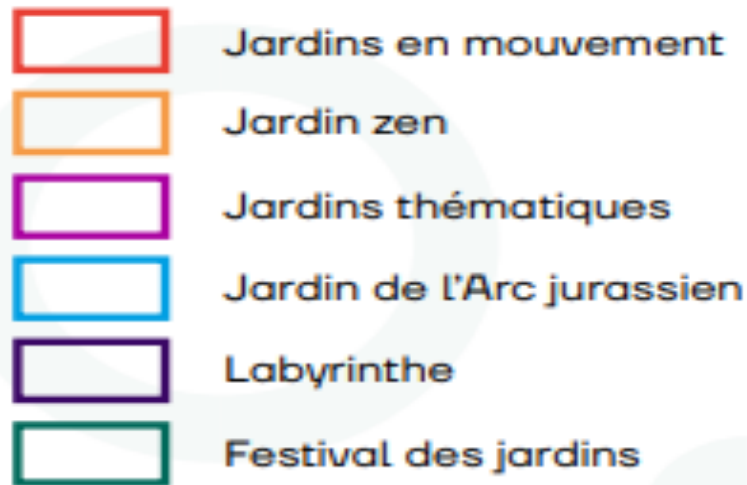 Jardins en mouvement
Jardin zen
Jardins thématiques
Jardin de l'Arc jurassien
Labyrinthe
Festival des jardins